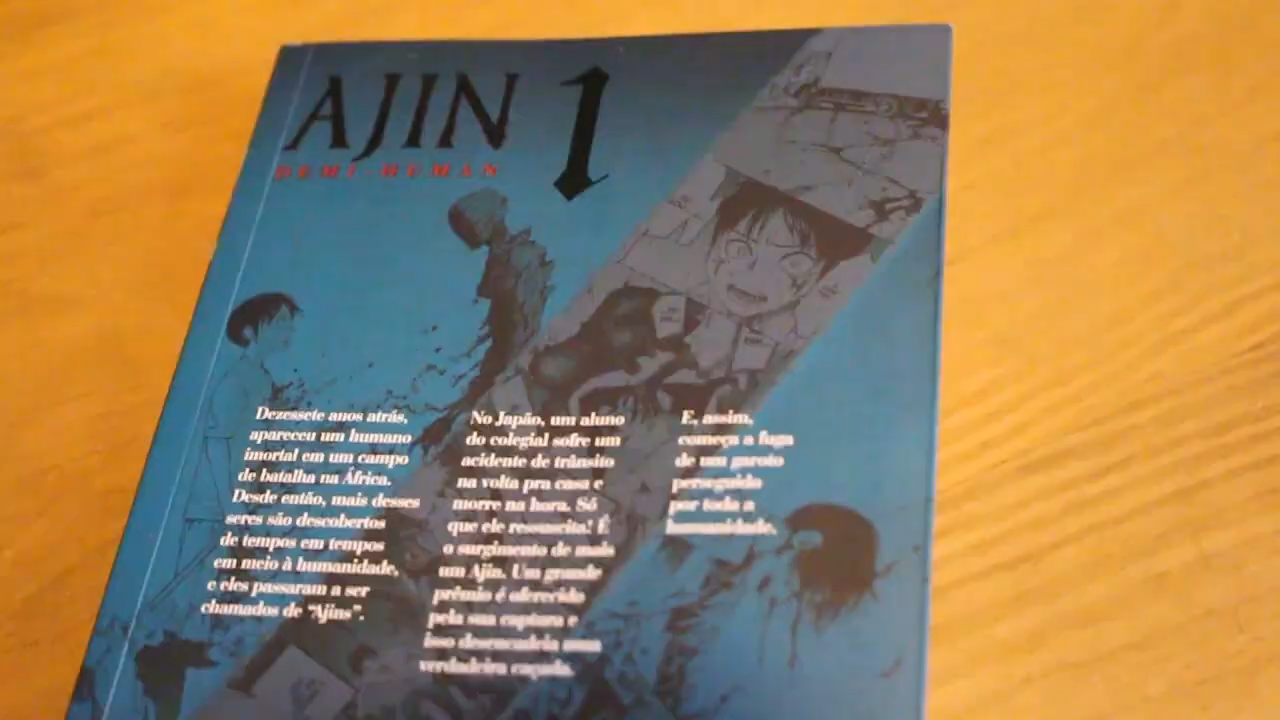 AJIN 1
DEMI-HUMAN
Dezessete anos atrás,
apareceu um humano
imortal em um campo
de batalha na África.
Desde então, mais desses
seres são descobertos
de tempos em tempos
em meio à humanidade,
e eles passaram a ser
chamados de "Ajins".
No Japão, um aluno
do colegial sofre um
acidente de trânsito
na volta pra casa e
morre na hora. Só
que ele ressuscita! É
o surgimento de mais
um Ajin. Um grande
prêmio é oferecido
pela sua captura e
isso desencadeia uma
verdadeira caçada.
E, assim,
começa a fuga
de um garoto
perseguido
por toda a
humanidade.